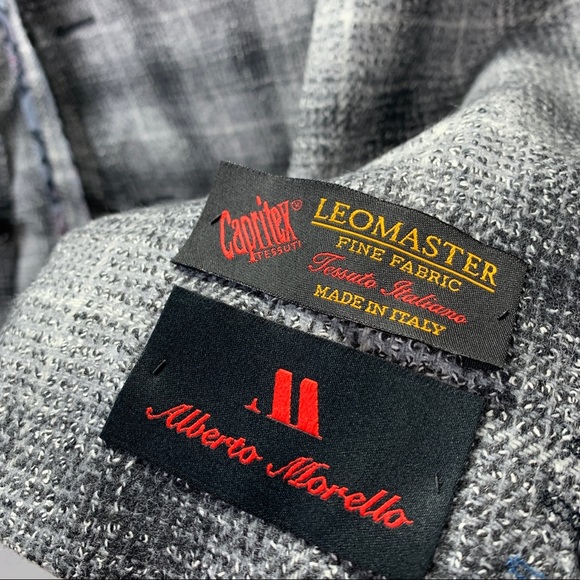 Capritex®
TESSUTI
LEOMASTER
FINE FABRIC
Tessuto Italiano
MADE IN ITALY
Alberto Morello